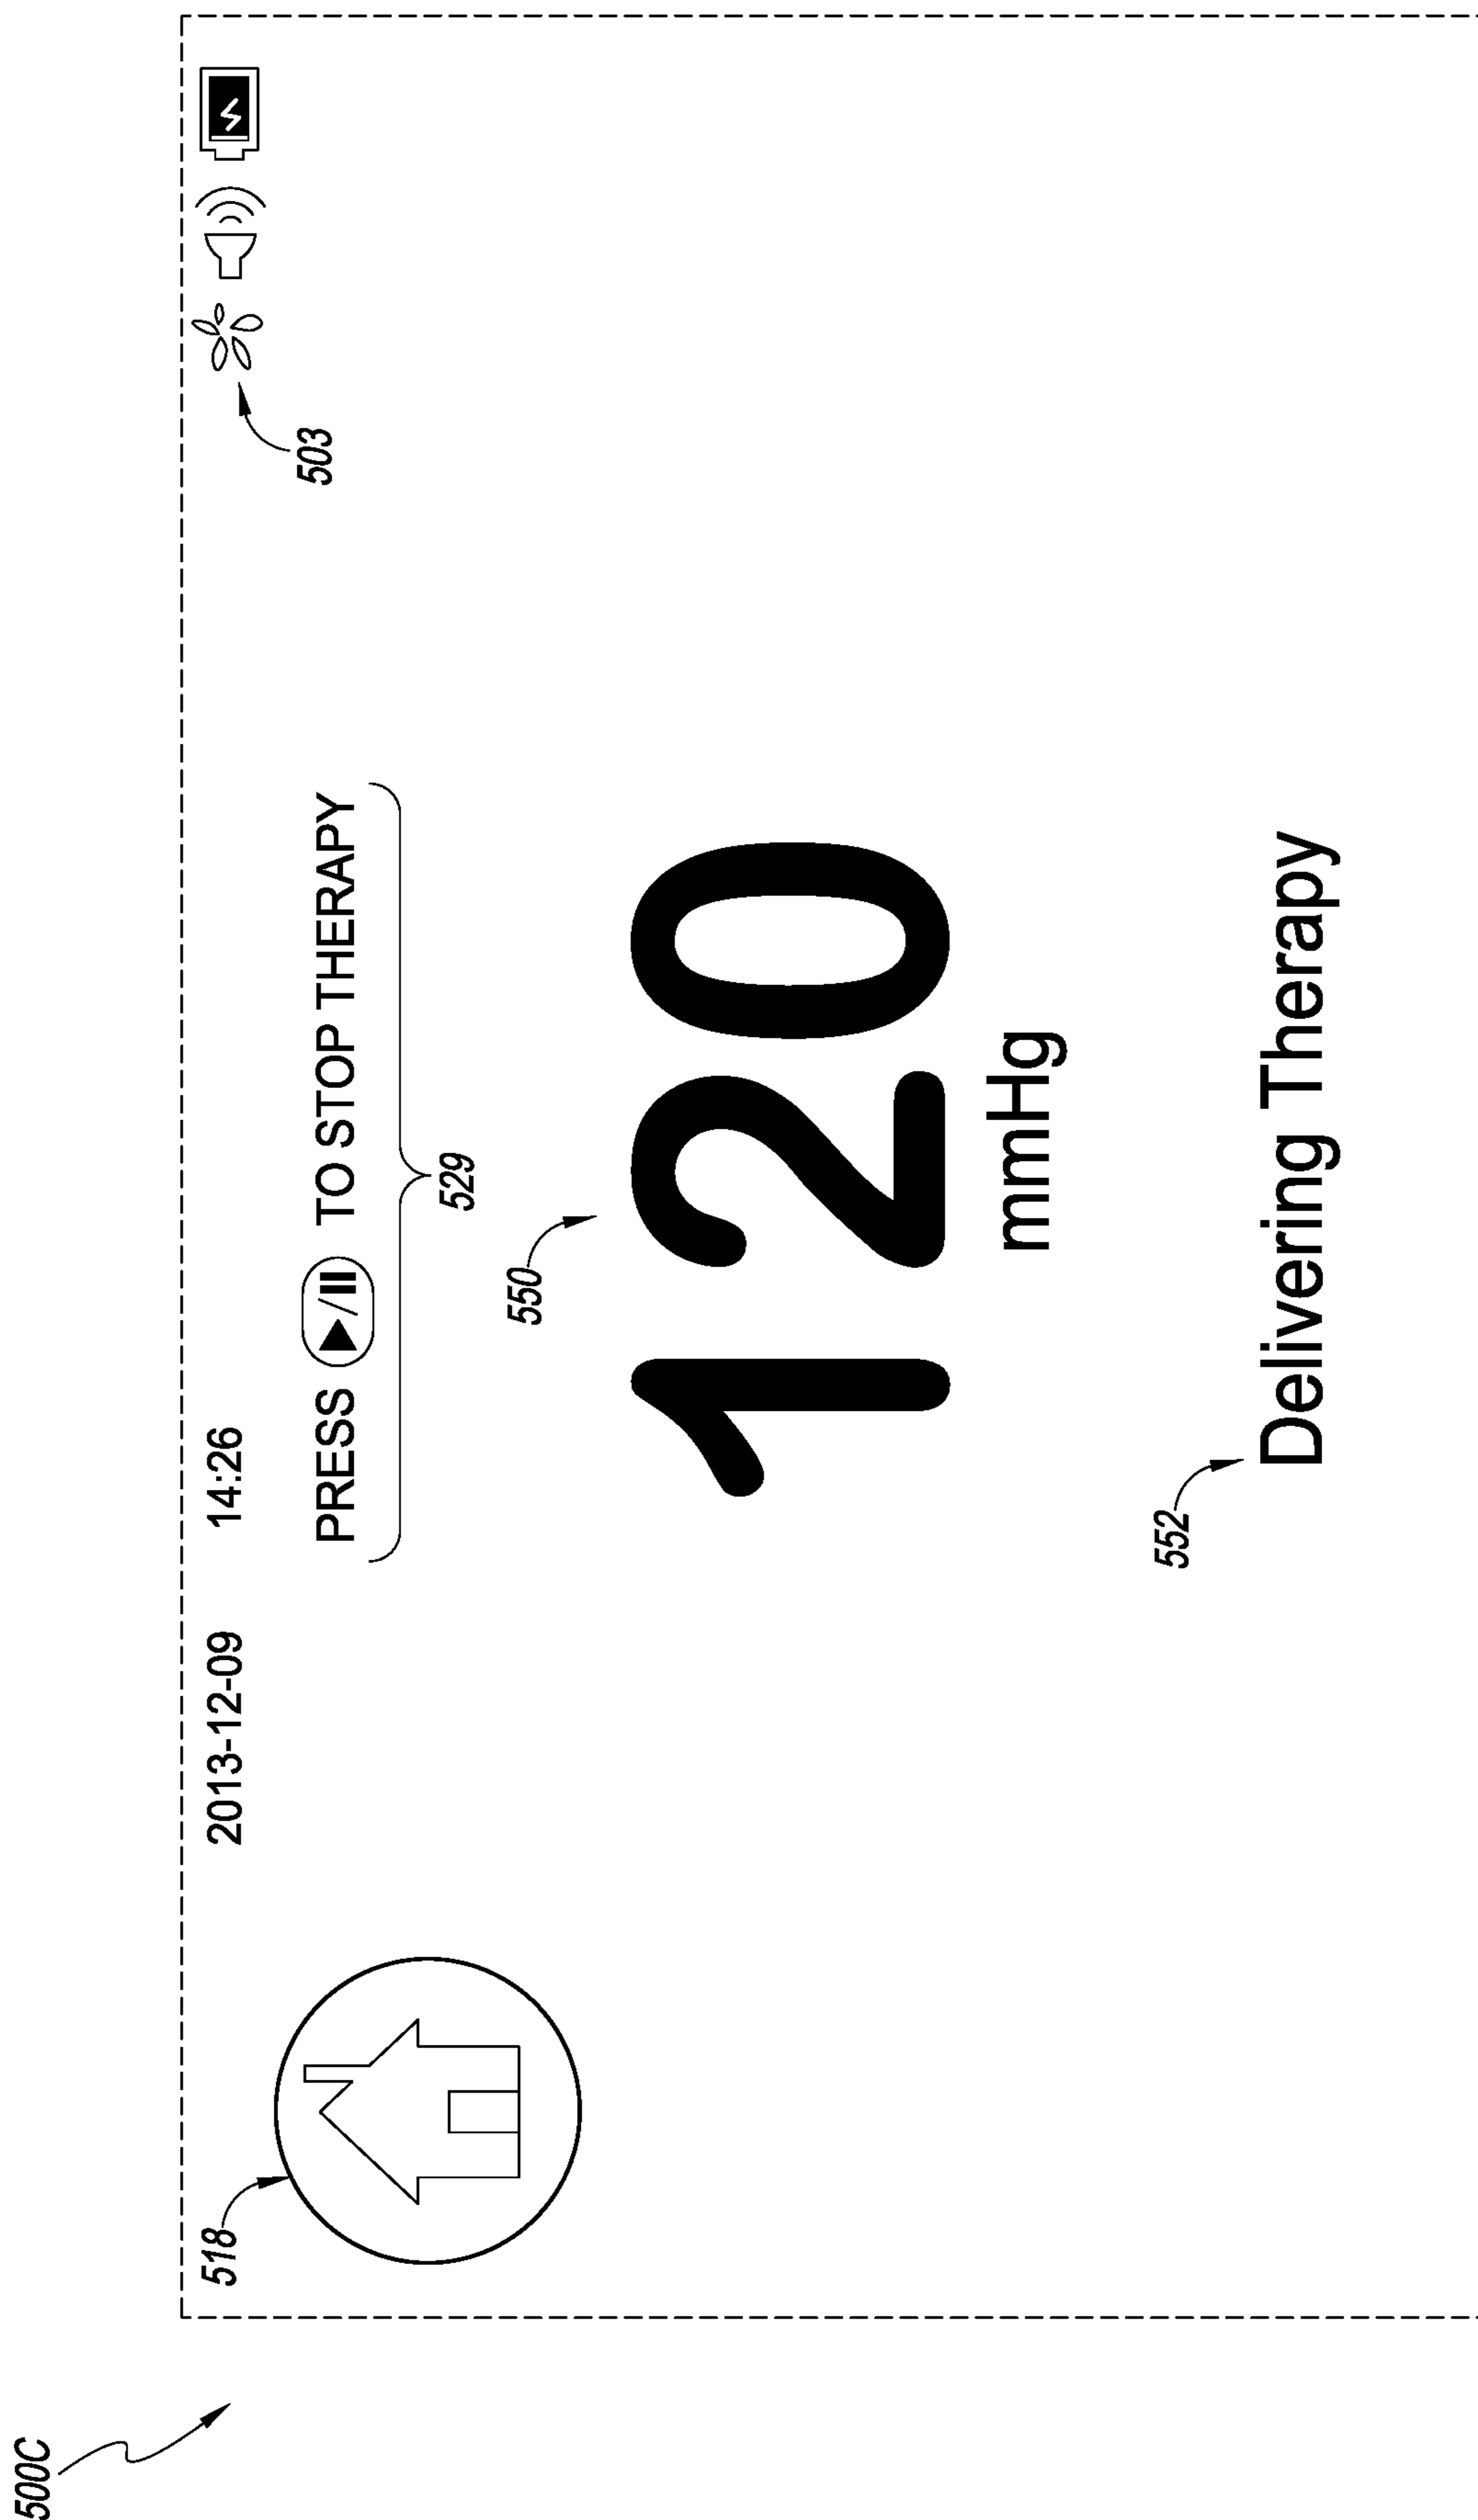 500C
2013-12-09 14:26
518
503
PRESS ▶/II TO STOP THERAPY
529
550
120
mmHg
552
Delivering Therapy